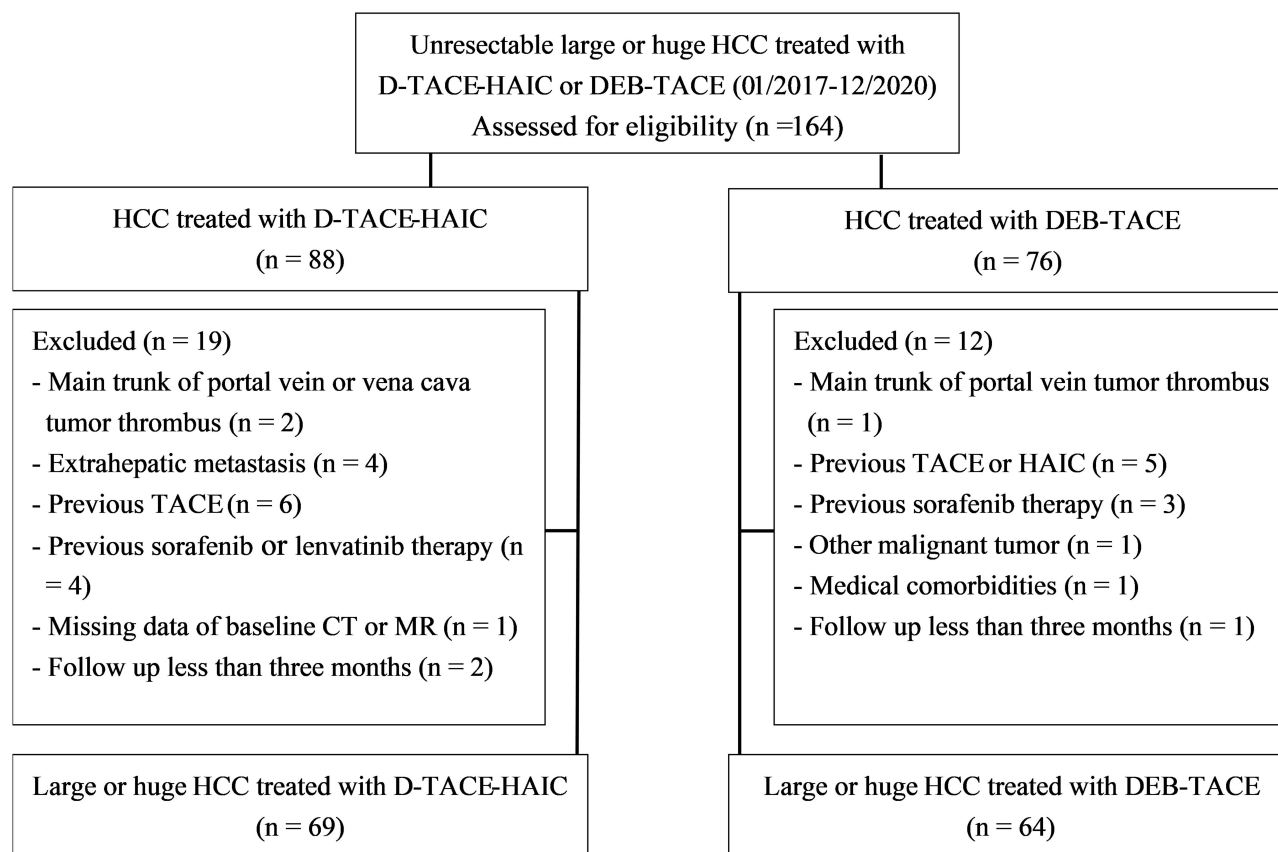 Unresectable large or huge HCC treated with
D-TACE-HAIC or DEB-TACE (01/2017-12/2020)
Assessed for eligibility (n =164)
HCC treated with D-TACE-HAIC
(n = 88)
HCC treated with DEB-TACE
(n = 76)
Excluded (n = 19)
- Main trunk of portal vein or vena cava
tumor thrombus (n = 2)
- Extrahepatic metastasis (n = 4)
- Previous TACE (n = 6)
- Previous sorafenib or lenvatinib therapy (n
= 4)
- Missing data of baseline CT or MR (n = 1)
- Follow up less than three months (n = 2)
Excluded (n = 12)
- Main trunk of portal vein tumor thrombus
(n = 1)
- Previous TACE or HAIC (n = 5)
- Previous sorafenib therapy (n = 3)
- Other malignant tumor (n = 1)
- Medical comorbidities (n = 1)
- Follow up less than three months (n = 1)
Large or huge HCC treated with D-TACE-HAIC
(n = 69)
Large or huge HCC treated with DEB-TACE
(n = 64)